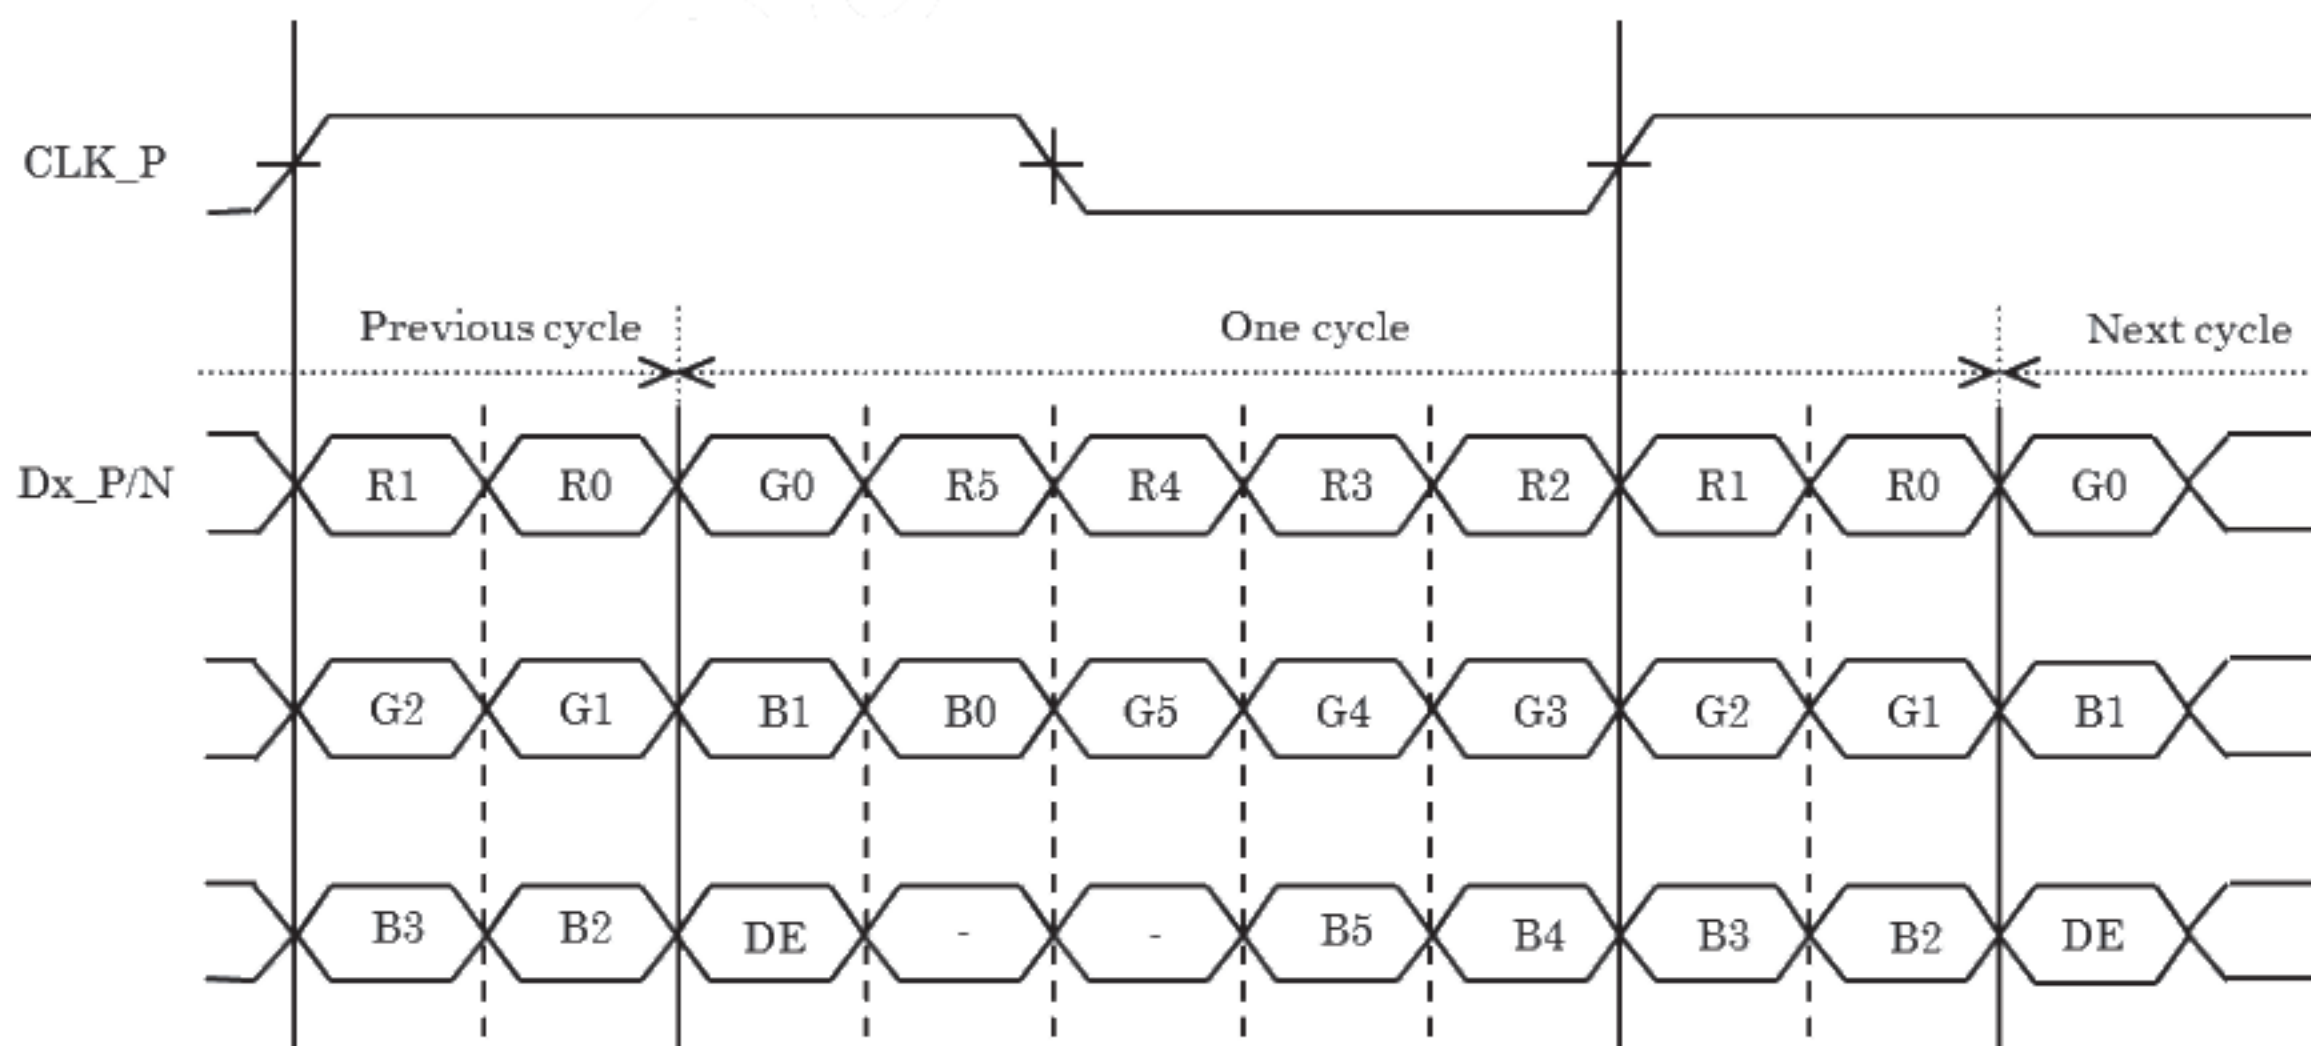 CLK_P
Previous cycle One cycle Next cycle
Dx_P/N R1 R0 G0 R5 R4 R3 R2 R1 R0 G0
G2 G1 B1 B0 G5 G4 G3 G2 G1 B1
B3 B2 DE - - B5 B4 B3 B2 DE